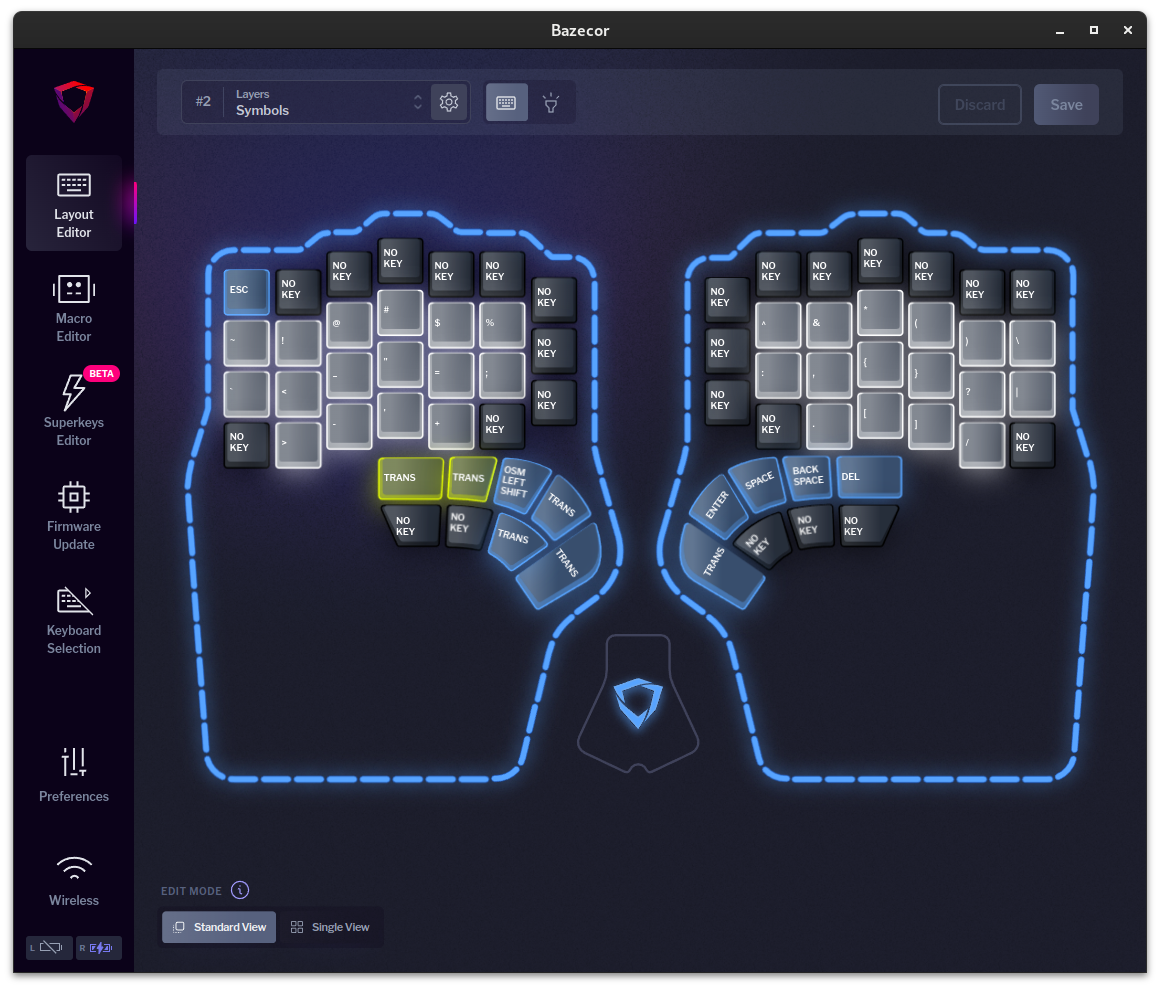 Bazecor
#2
Layers
Symbols
Discard
Save
Layout
Editor
Macro
Editor
BETA
Superkeys
Editor
Firmware
Update
Keyboard
Selection
Preferences
Wireless
L
R
ESC
NO
KEY
NO
KEY
NO
KEY
NO
KEY
NO
KEY
NO
KEY
~
!
@
#
$
%
NO
KEY
`
<
_
"
=
;
NO
KEY
NO
KEY
>
-
'
+
NO
KEY
TRANS
TRANS
OSM
LEFT
SHIFT
TRANS
NO
KEY
NO
KEY
TRANS
TRANS
NO
KEY
NO
KEY
NO
KEY
NO
KEY
NO
KEY
NO
KEY
NO
KEY
NO
KEY
^
&
*
(
)
\
NO
KEY
:
,
{
}
?
|
NO
KEY
.
[
]
/
NO
KEY
ENTER
SPACE
BACK
SPACE
DEL
TRANS
NO
KEY
NO
KEY
NO
KEY
EDIT MODE
i
Standard View
Single View